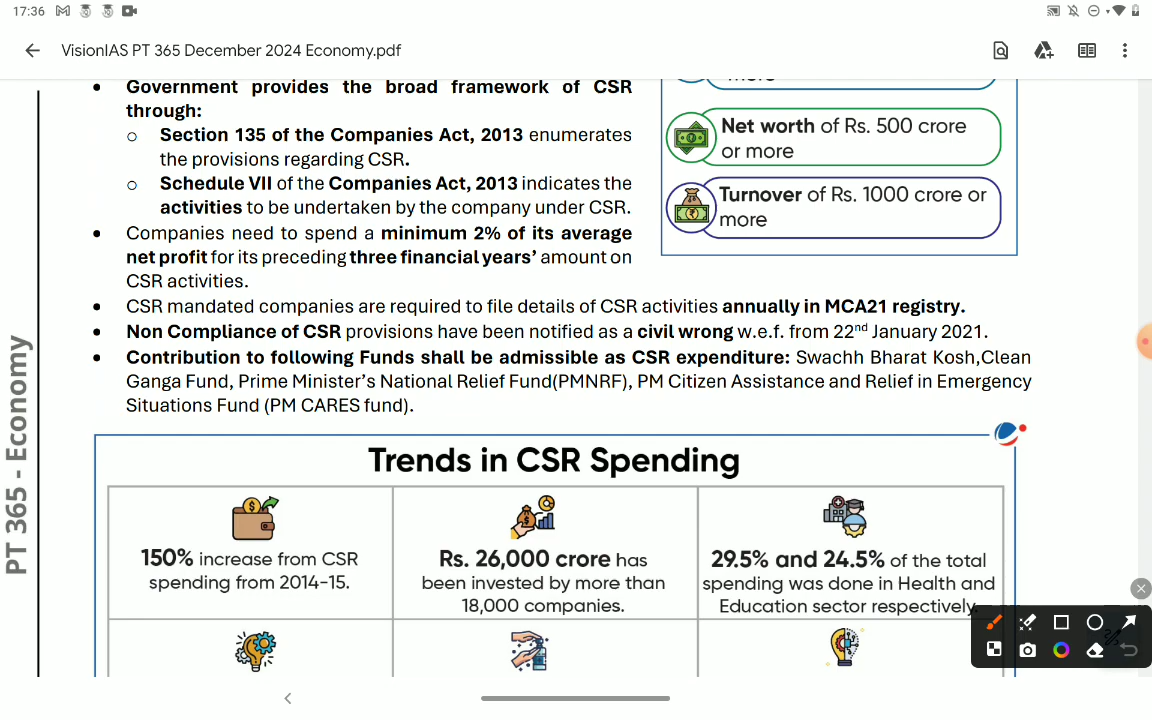 17:36
VisionIAS PT 365 December 2024 Economy.pdf
• Government provides the broad framework of CSR
through:
o Section 135 of the Companies Act, 2013 enumerates
the provisions regarding CSR.
o Schedule VII of the Companies Act, 2013 indicates the
activities to be undertaken by the company under CSR.
• Companies need to spend a minimum 2% of its average
net profit for its preceding three financial years’ amount on
CSR activities.
more
Net worth of Rs. 500 crore
or more
Turnover of Rs. 1000 crore or
more
• CSR mandated companies are required to file details of CSR activities annually in MCA21 registry.
• Non Compliance of CSR provisions have been notified as a civil wrong w.e.f. from 22nd January 2021.
• Contribution to following Funds shall be admissible as CSR expenditure: Swachh Bharat Kosh,Clean
Ganga Fund, Prime Minister’s National Relief Fund(PMNRF), PM Citizen Assistance and Relief in Emergency
Situations Fund (PM CARES fund).
PT 365 - Economy
Trends in CSR Spending
150% increase from CSR
spending from 2014-15.
Rs. 26,000 crore has
been invested by more than
18,000 companies.
29.5% and 24.5% of the total
spending was done in Health and
Education sector respectively.